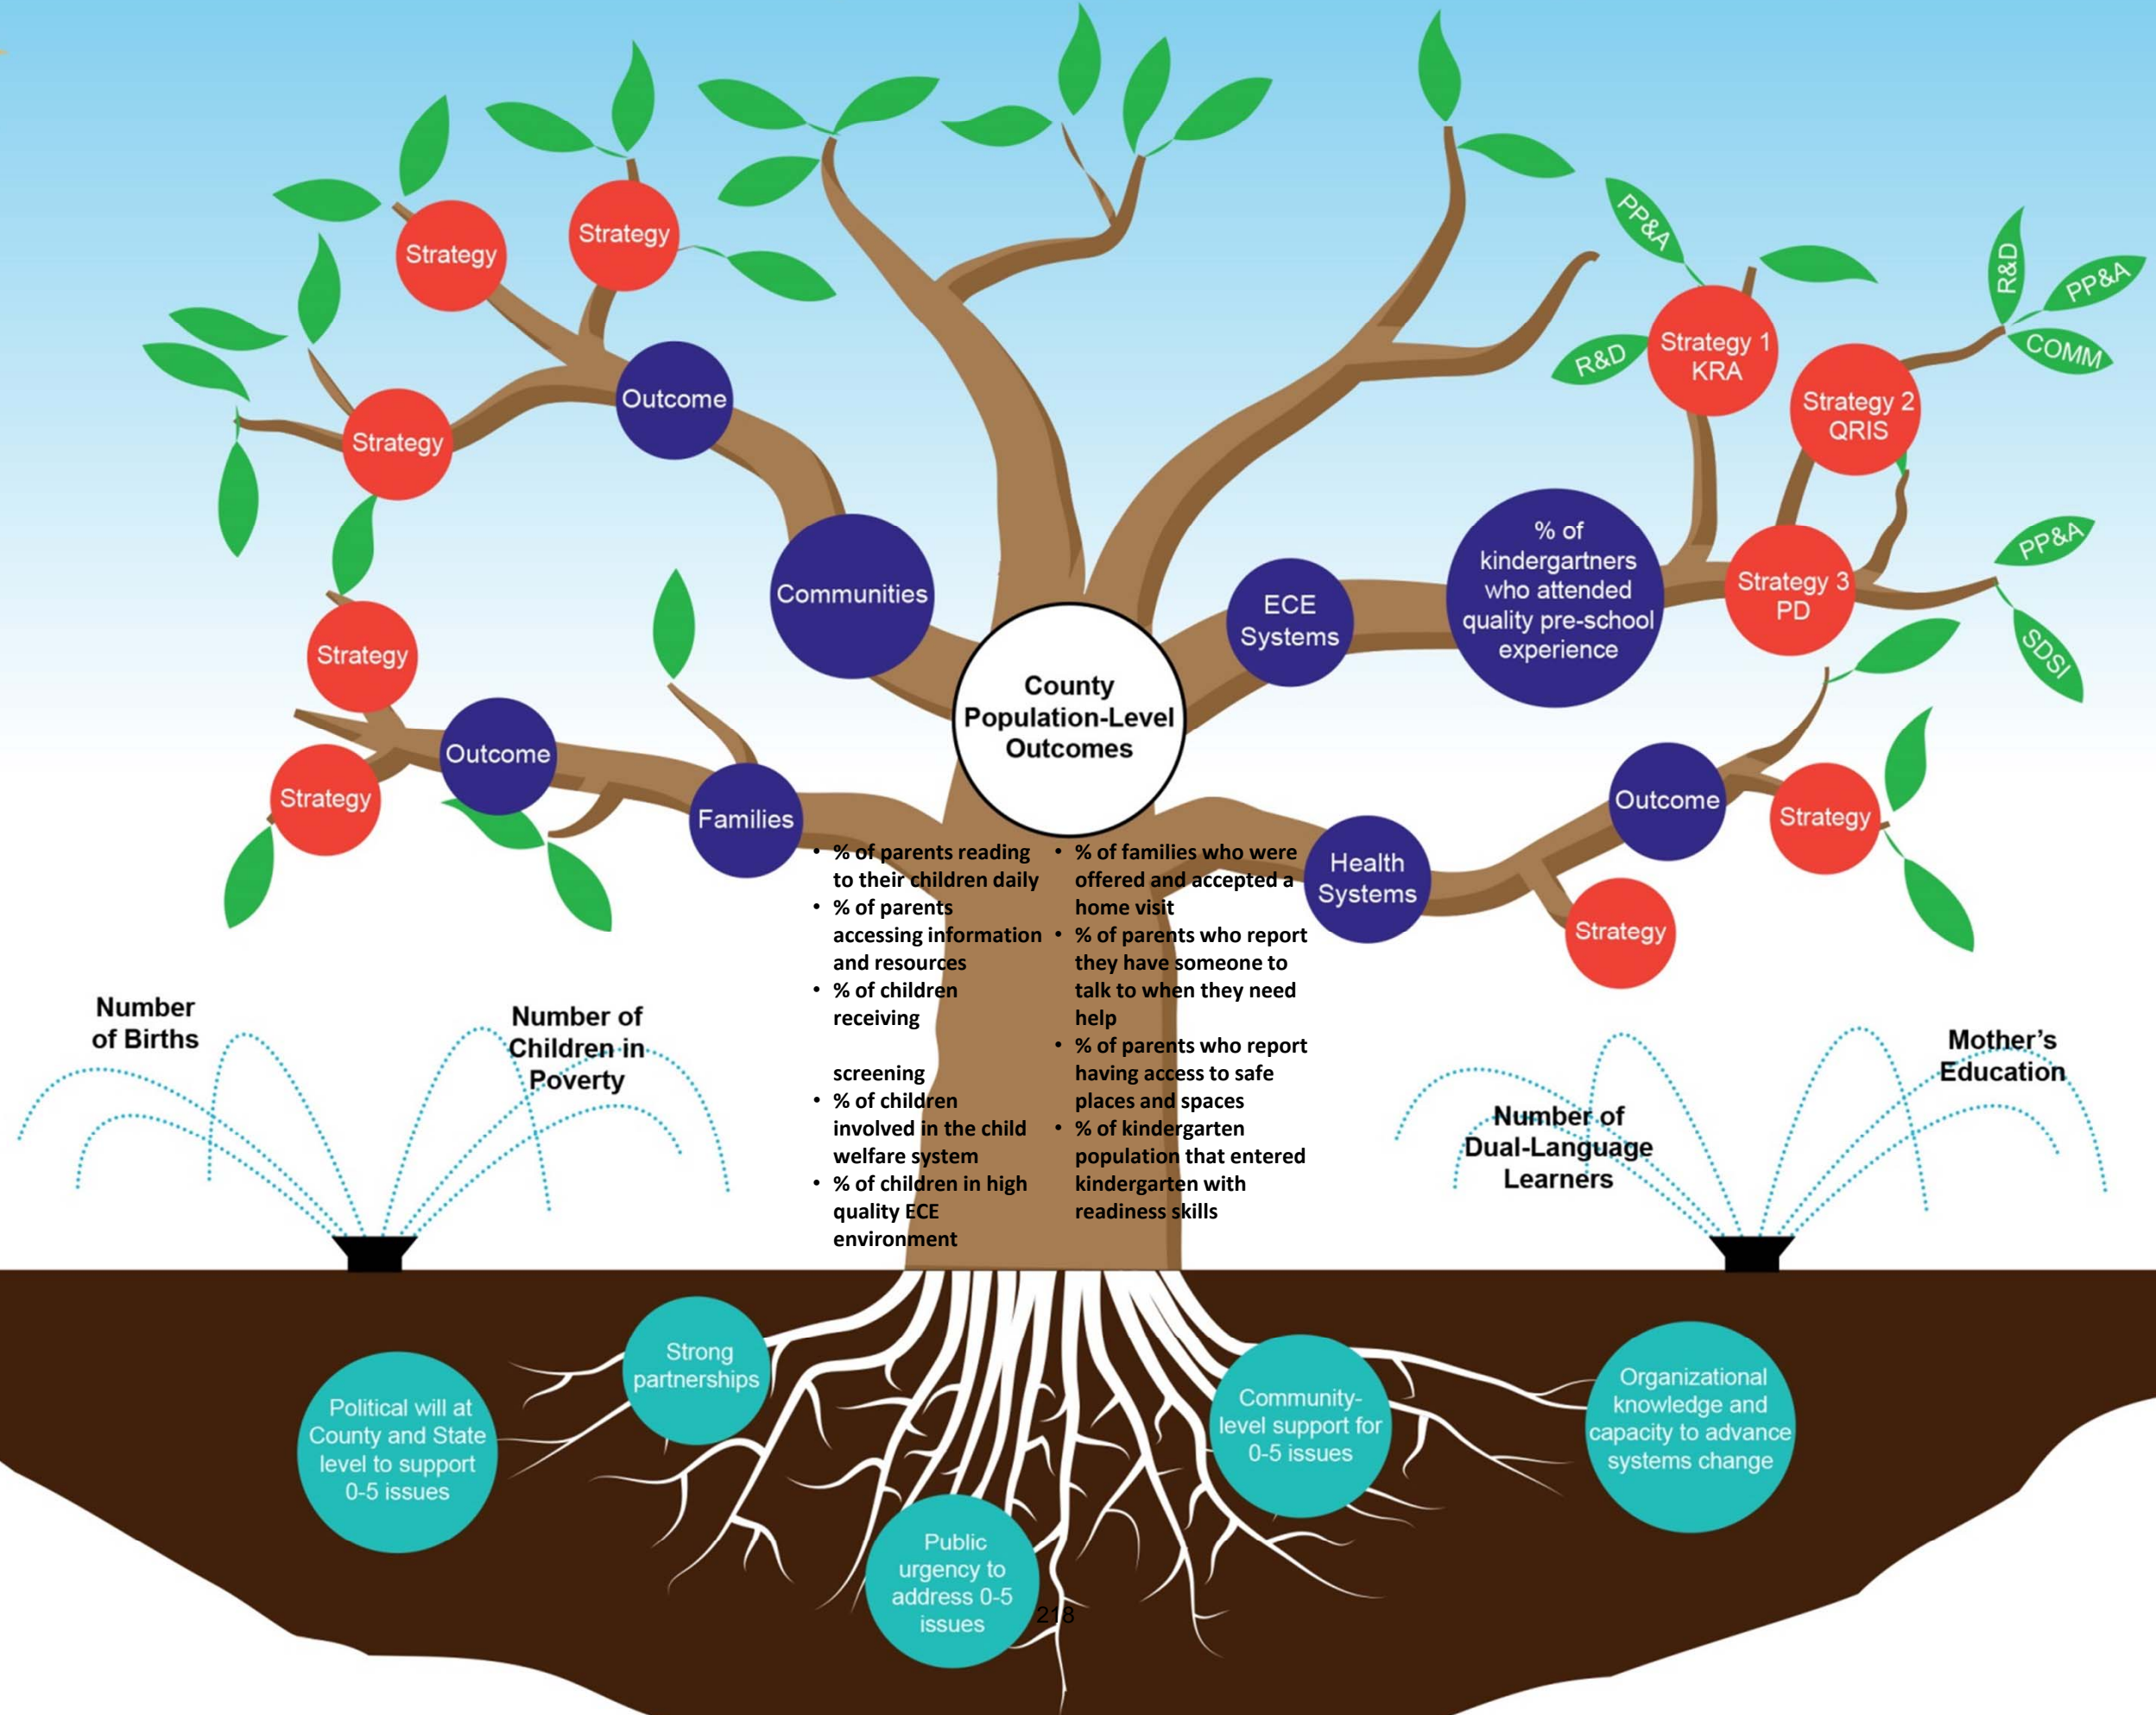 PP&A
R&D
PP&A
COMM
R&D
Strategy 1
KRA
Strategy 2
QRIS
Strategy
Strategy
Outcome
Strategy
Communities
ECE
Systems
% of
kindergartners
who attended
quality pre-school
experience
Strategy 3
PD
PP&A
SDSI
Strategy
County
Population-Level
Outcomes
Outcome
Strategy
Families
Outcome
Strategy
Health
Systems
Strategy
• % of parents reading
to their children daily
• % of parents
accessing information
and resources
• % of children
receiving
screening
• % of children
involved in the child
welfare system
• % of children in high
quality ECE
environment
• % of families who were
offered and accepted a
home visit
• % of parents who report
they have someone to
talk to when they need
help
• % of parents who report
having access to safe
places and spaces
• % of kindergarten
population that entered
kindergarten with
readiness skills
Number
of Births
Number of
Children in
Poverty
Number of
Dual-Language
Learners
Mother's
Education
Political will at
County and State
level to support
0-5 issues
Strong
partnerships
Public
urgency to
address 0-5
issues
Community-
level support for
0-5 issues
Organizational
knowledge and
capacity to advance
systems change
218